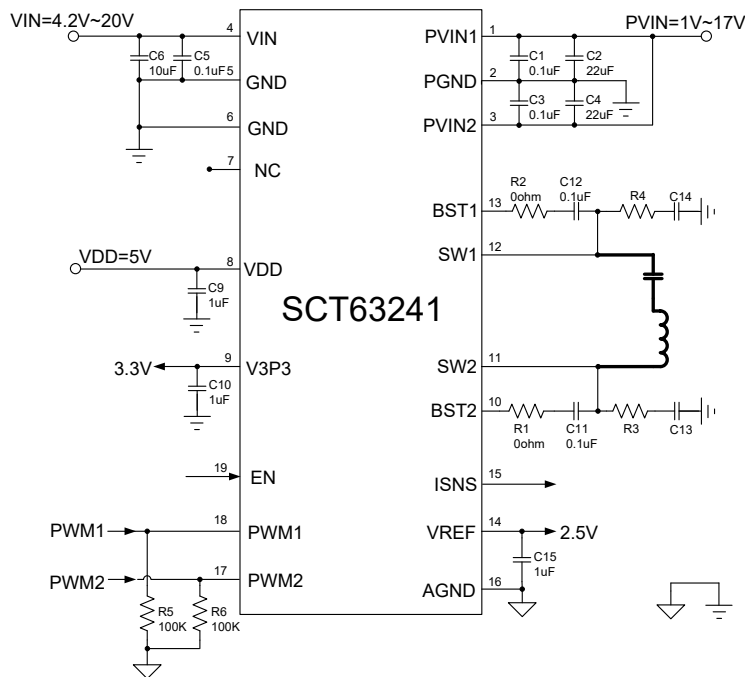 VIN=4.2V~20V
4
VIN
C6
10uF
C5
0.1uF
5
GND
6
GND
7
NC
VDD=5V
8
VDD
C9
1uF
3.3V
9
V3P3
C10
1uF
19
EN
PWM1
18
PWM1
PWM2
17
PWM2
R5
100K
R6
100K
SCT63241
PVIN1
1
PVIN=1V~17V
C1
0.1uF
C2
22uF
PGND
2
C3
0.1uF
C4
22uF
PVIN2
3
BST1
13
R2
0ohm
C12
0.1uF
R4
C14
SW1
12
SW2
11
BST2
10
R1
0ohm
C11
0.1uF
R3
C13
ISNS
15
VREF
14
2.5V
C15
1uF
AGND
16